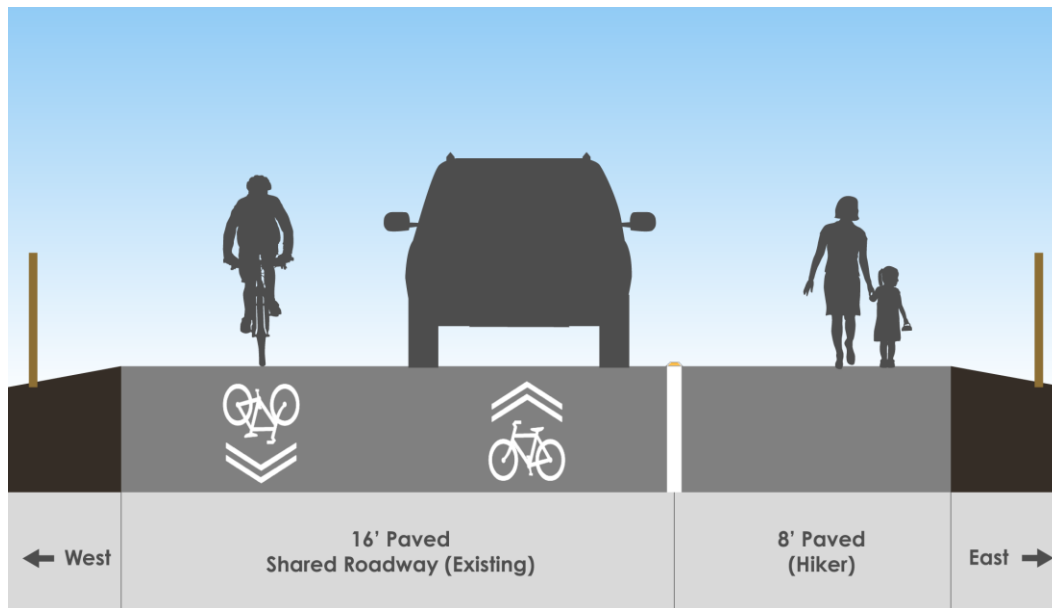 West
16’ Paved
Shared Roadway (Existing)
8’ Paved
(Hiker)
East